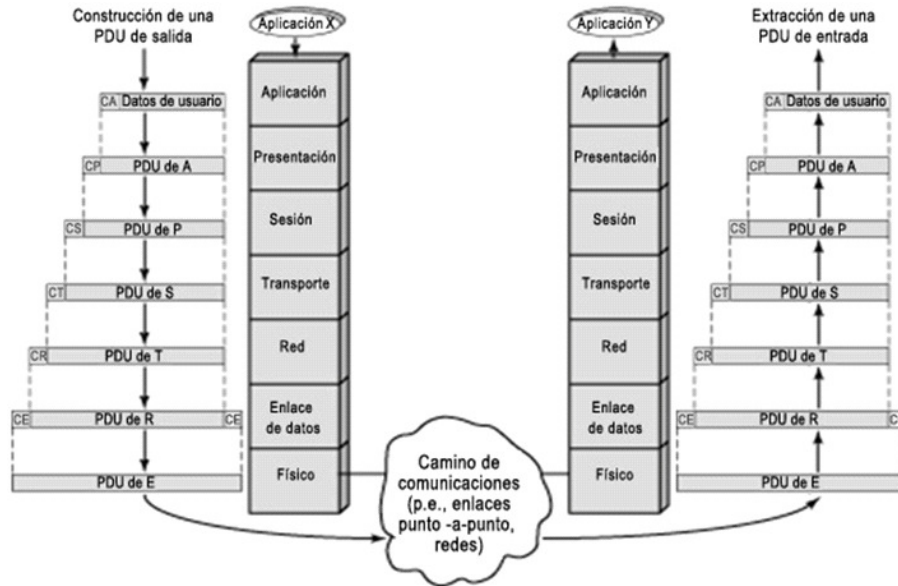 Construcción de una
PDU de salida
Aplicación X
Aplicación Y
Extracción de una
PDU de entrada
CA Datos de usuario
CP PDU de A
CS PDU de P
CT PDU de S
CR PDU de T
CE PDU de R CE
PDU de E
Aplicación
Presentación
Sesión
Transporte
Red
Enlace
de datos
Físico
Camino de
comunicaciones
(p.e., enlaces
punto -a-punto,
redes)
Aplicación
Presentación
Sesión
Transporte
Red
Enlace
de datos
Físico
CA Datos de usuario
CP PDU de A
CS PDU de P
CT PDU de S
CR PDU de T
CE PDU de R C
PDU de E